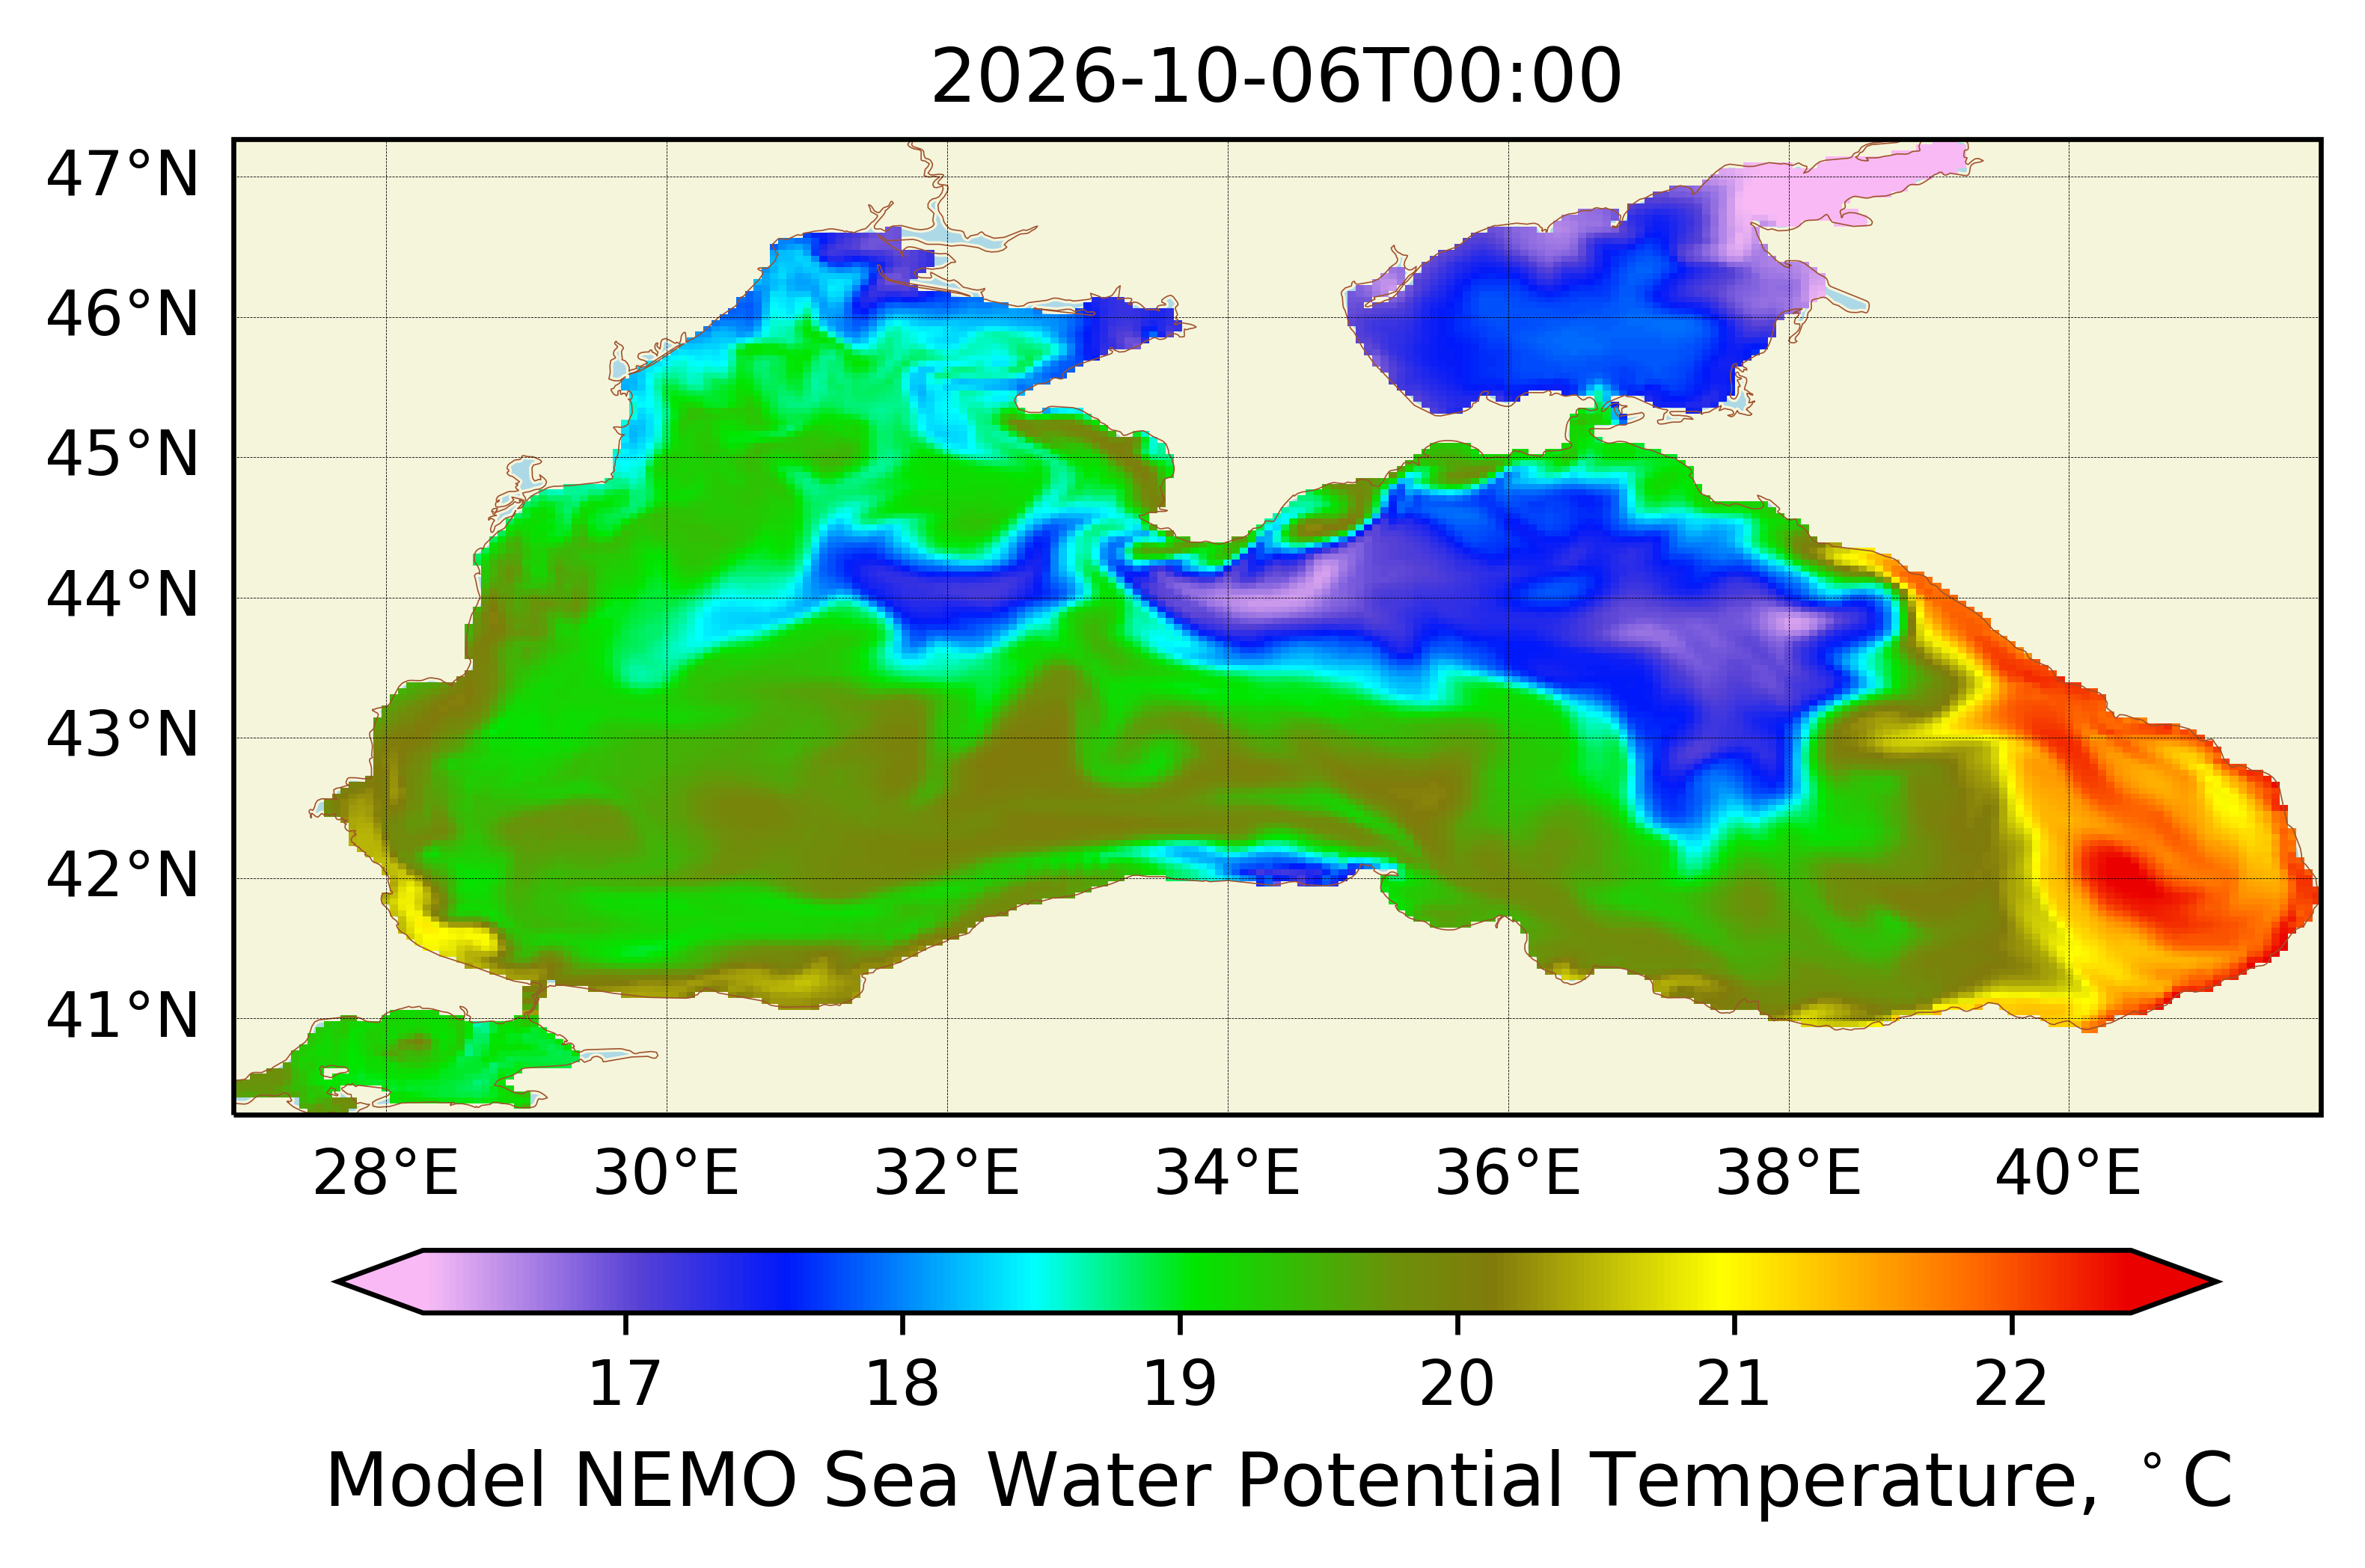 2026-10-06T00:00
47°N
46°N
45°N
44°N
43°N
42°N
41°N
28°E 30°E 32°E 34°E 36°E 38°E 40°E
17 18 19 20 21 22
Model NEMO Sea Water Potential Temperature, °C